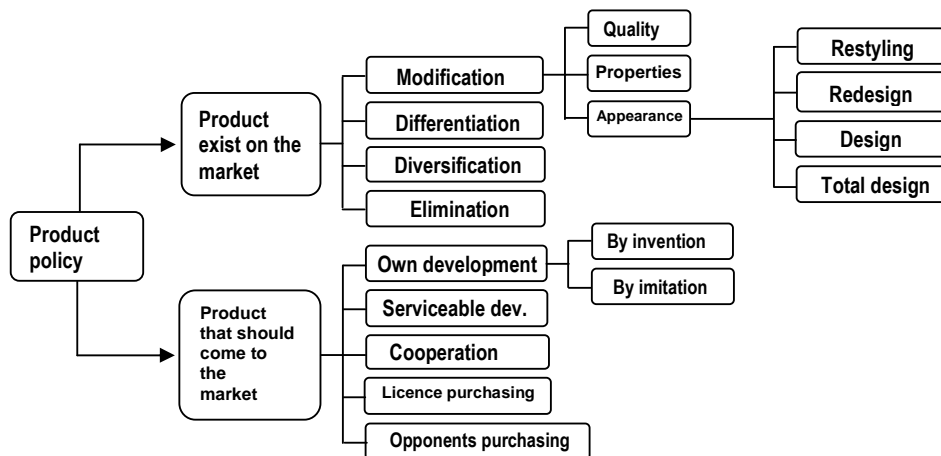 Product
policy
Product
exist on the
market
Modification
Differentiation
Diversification
Elimination
Quality
Properties
Appearance
Restyling
Redesign
Design
Total design
Product
that should
come to
the
market
Own development
Serviceable dev.
Cooperation
Licence purchasing
Opponents purchasing
By invention
By imitation